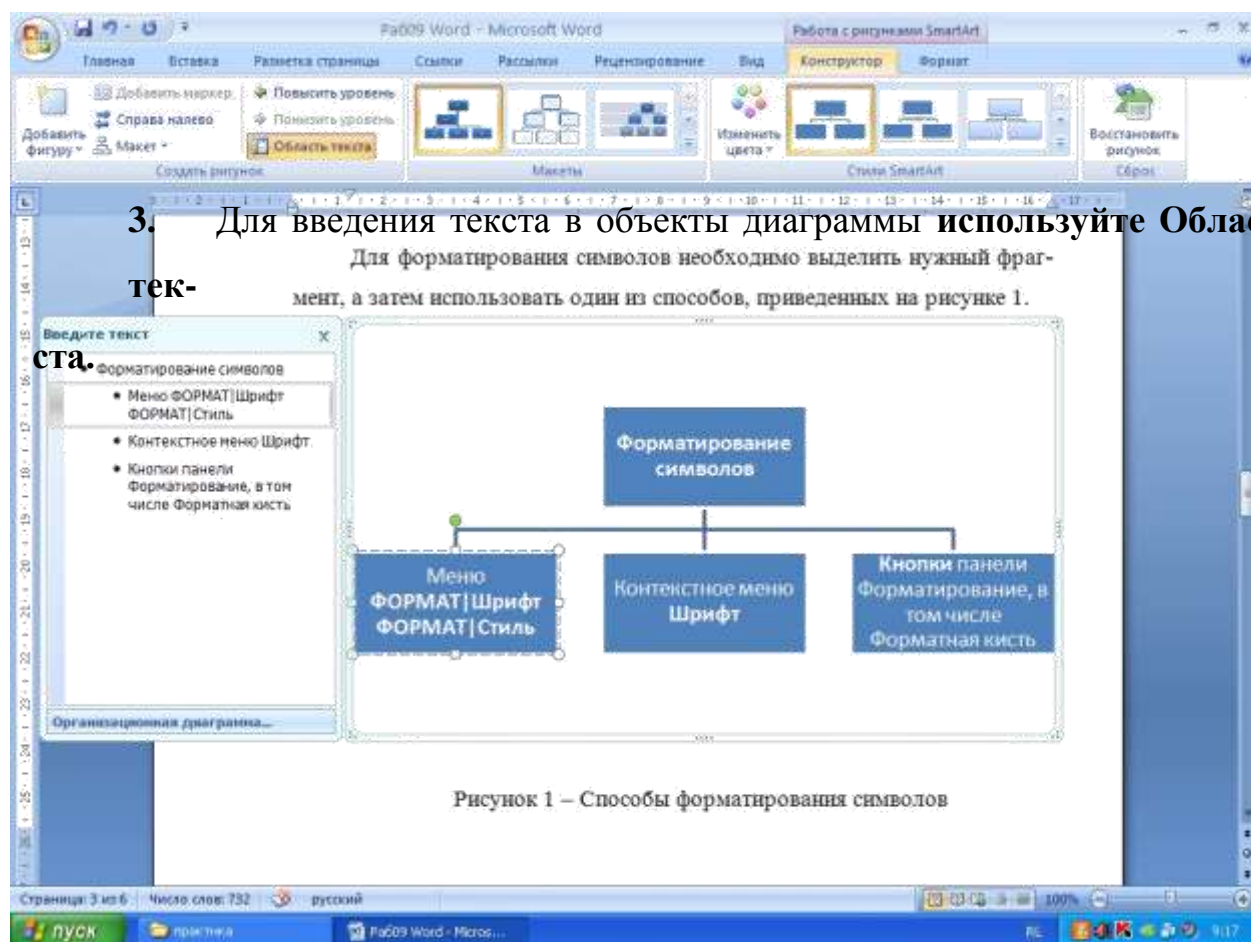 Раб09 Word - Microsoft Word
Работа с рисунками SmartArt
Главная Вставка Разметка страницы Ссылки Рассылки Рецензирование Вид Конструктор Формат
Добавить фигуру
Добавить маркер
Справа налево
Макет
Повысить уровень
Понизить уровень
Область текста
Изменить цвета
Восстановить рисунок
Создать рисунок Макеты Стили SmartArt Сброс
3. Для введения текста в объекты диаграммы используйте Облас
тек-
ста.
Для форматирования символов необходимо выделить нужный фраг-
мент, а затем использовать один из способов, приведенных на рисунке 1.
Введите текст x
• Форматирование символов
• Меню ФОРМАТ|Шрифт
ФОРМАТ|Стиль
• Контекстное меню Шрифт
• Кнопки панели
Форматирование, в том
числе Форматная кисть
Организационная диаграмма...
Форматирование
символов
Меню
ФОРМАТ|Шрифт
ФОРМАТ|Стиль
Контекстное меню
Шрифт
Кнопки панели
Форматирование, в
том числе
Форматная кисть
Рисунок 1 – Способы форматирования символов
Страница: 3 из 6 Число слов: 732 русский 100%
пуск практика Раб09 Word - Micros... RL 9:17